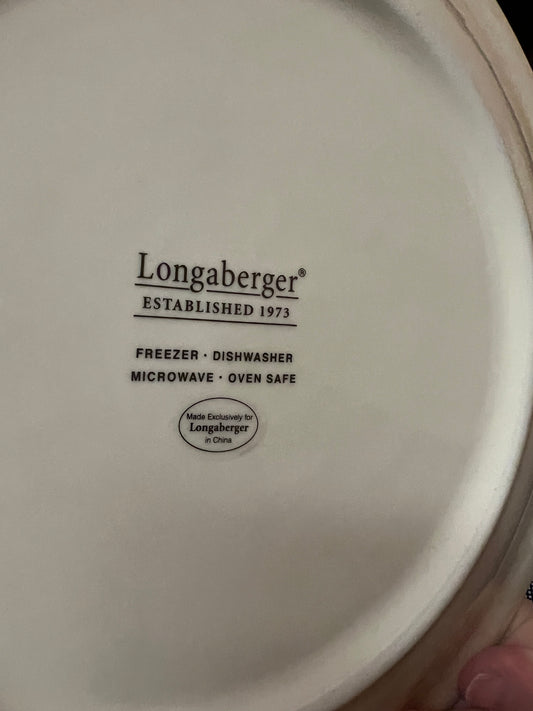 Longaberger®
ESTABLISHED 1973
FREEZER · DISHWASHER
MICROWAVE · OVEN SAFE
Made Exclusively for
Longaberger
in China